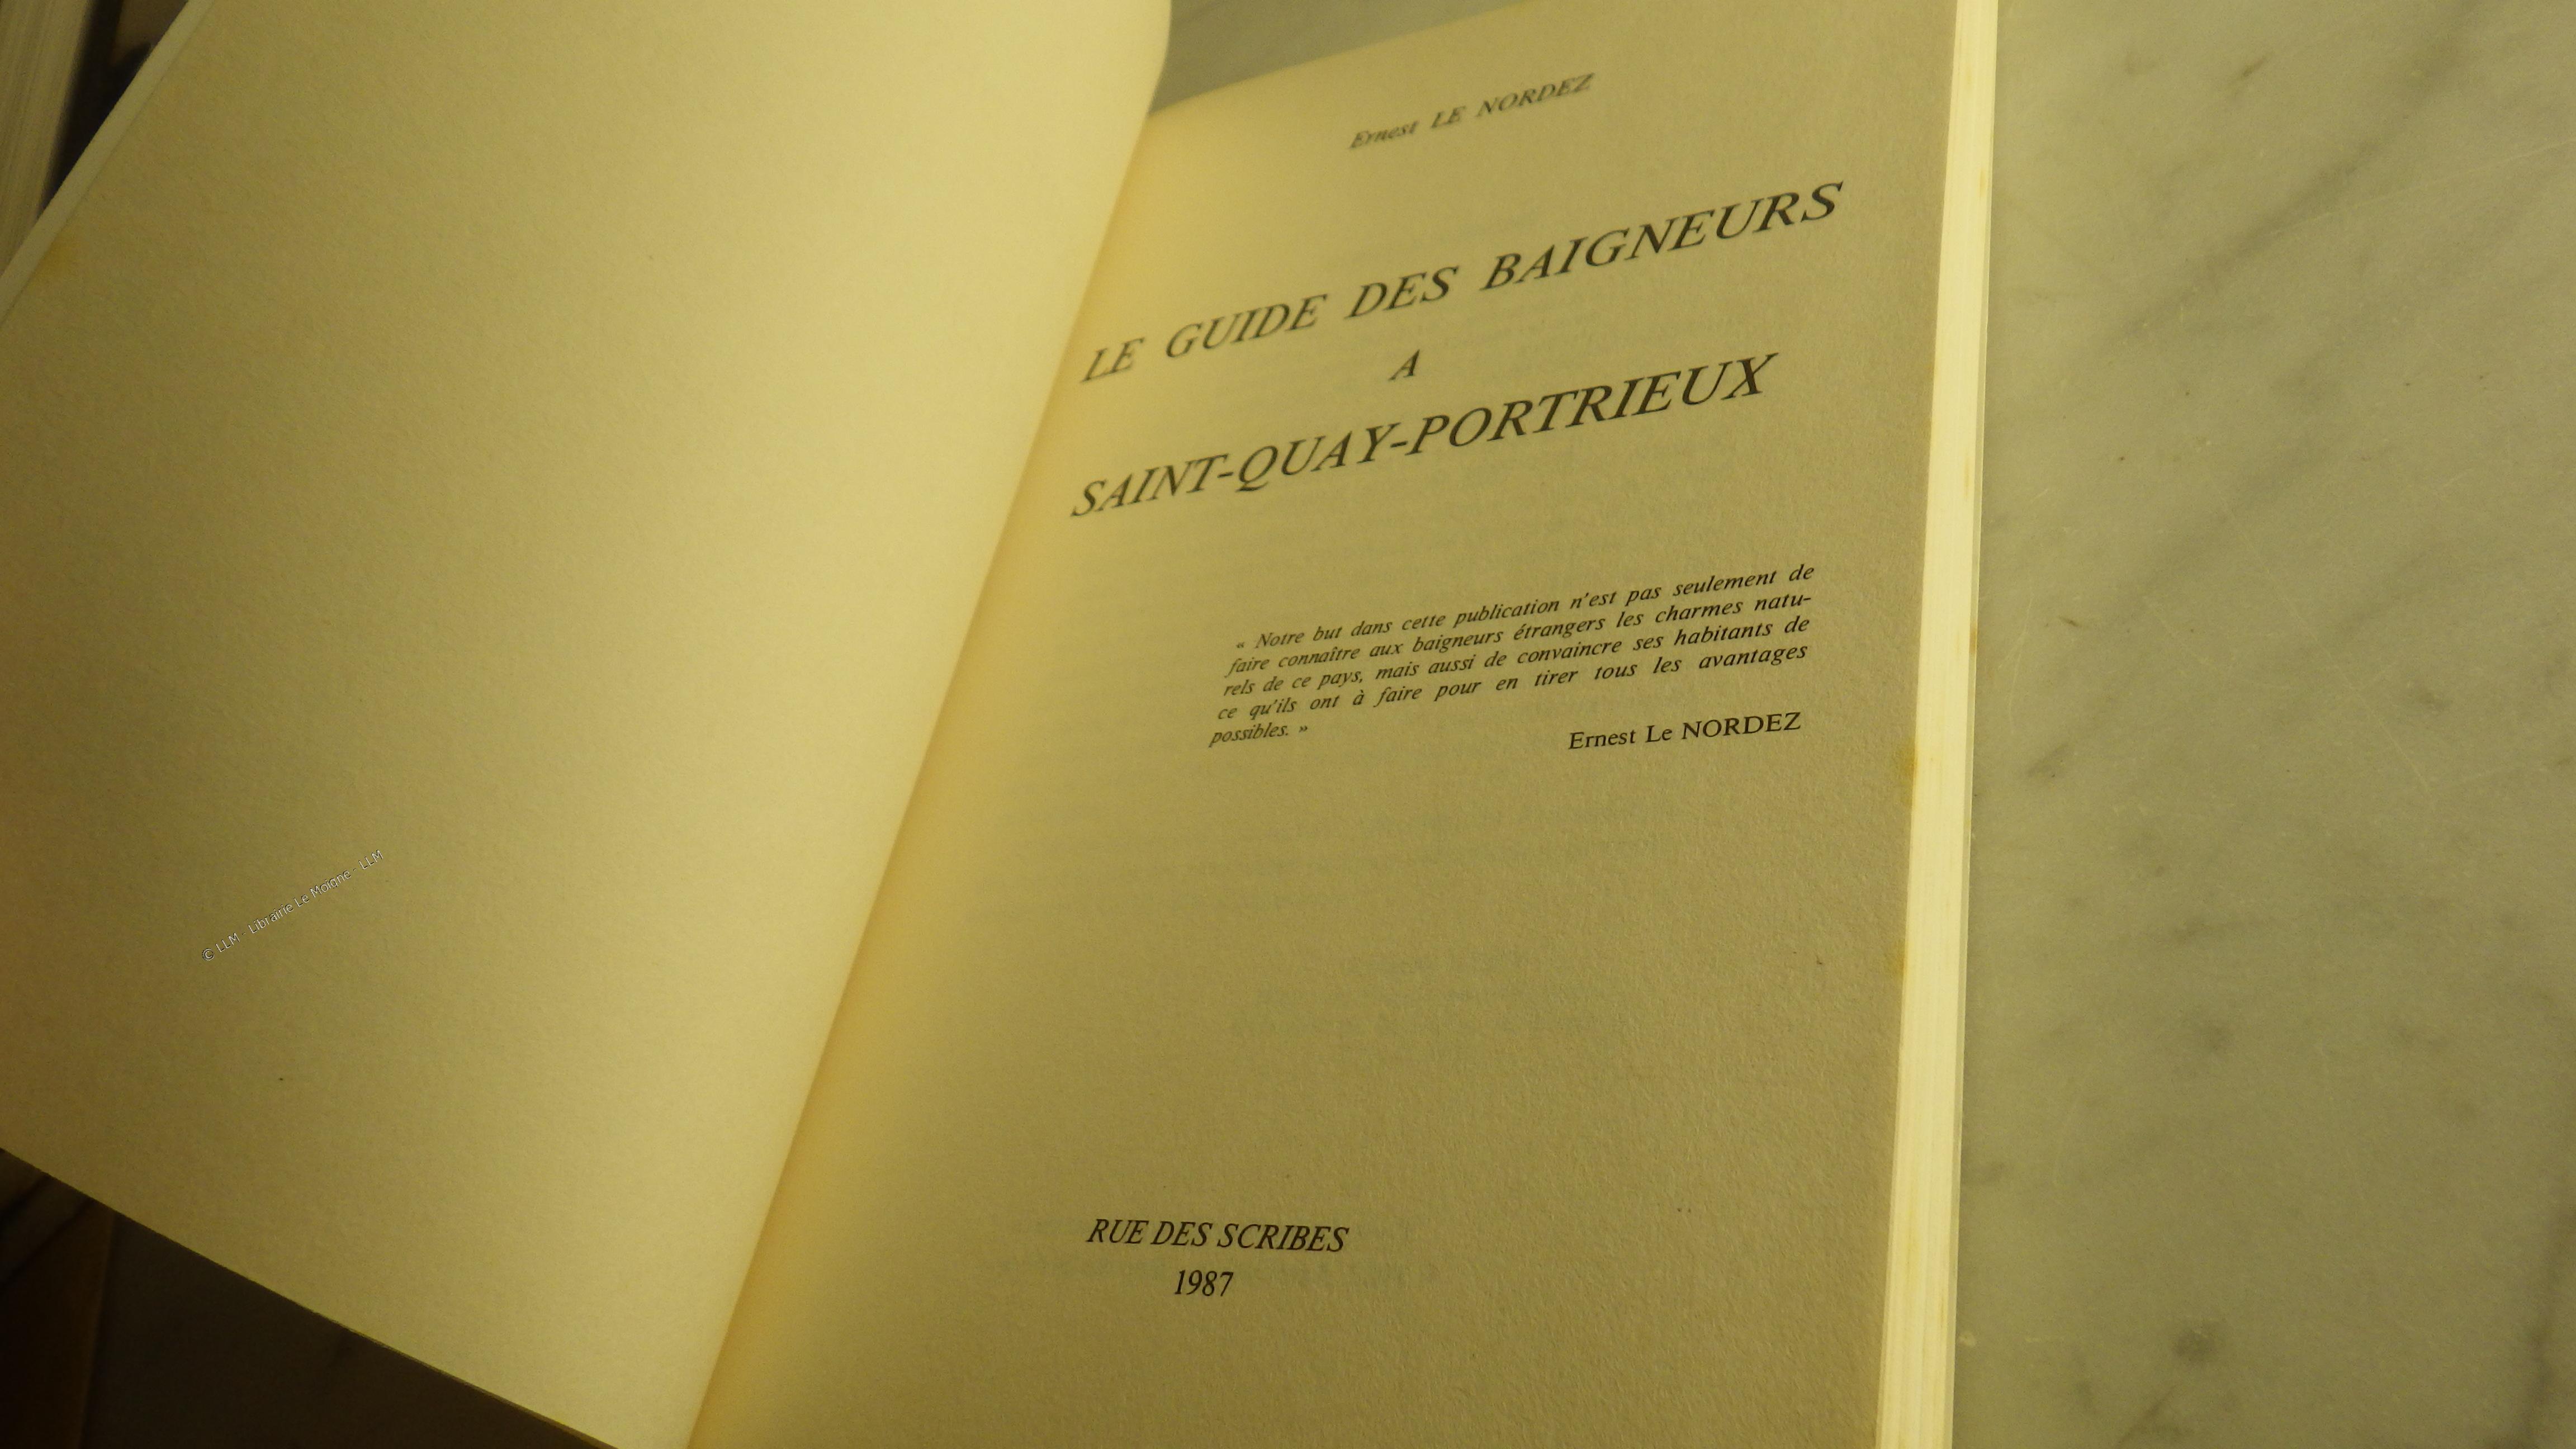 Ernest LE NORDEZ
LE GUIDE DES BAIGNEURS
A
SAINT-QUAY-PORTRIEUX
« Notre but dans cette publication n'est pas seulement de
faire connaître aux baigneurs étrangers les charmes natu-
rels de ce pays, mais aussi de convaincre ses habitants de
ce qu'ils ont à faire pour en tirer tous les avantages
possibles. »
Ernest Le NORDEZ
RUE DES SCRIBES
1987
© LLM - Librairie Le Moigne - LLM